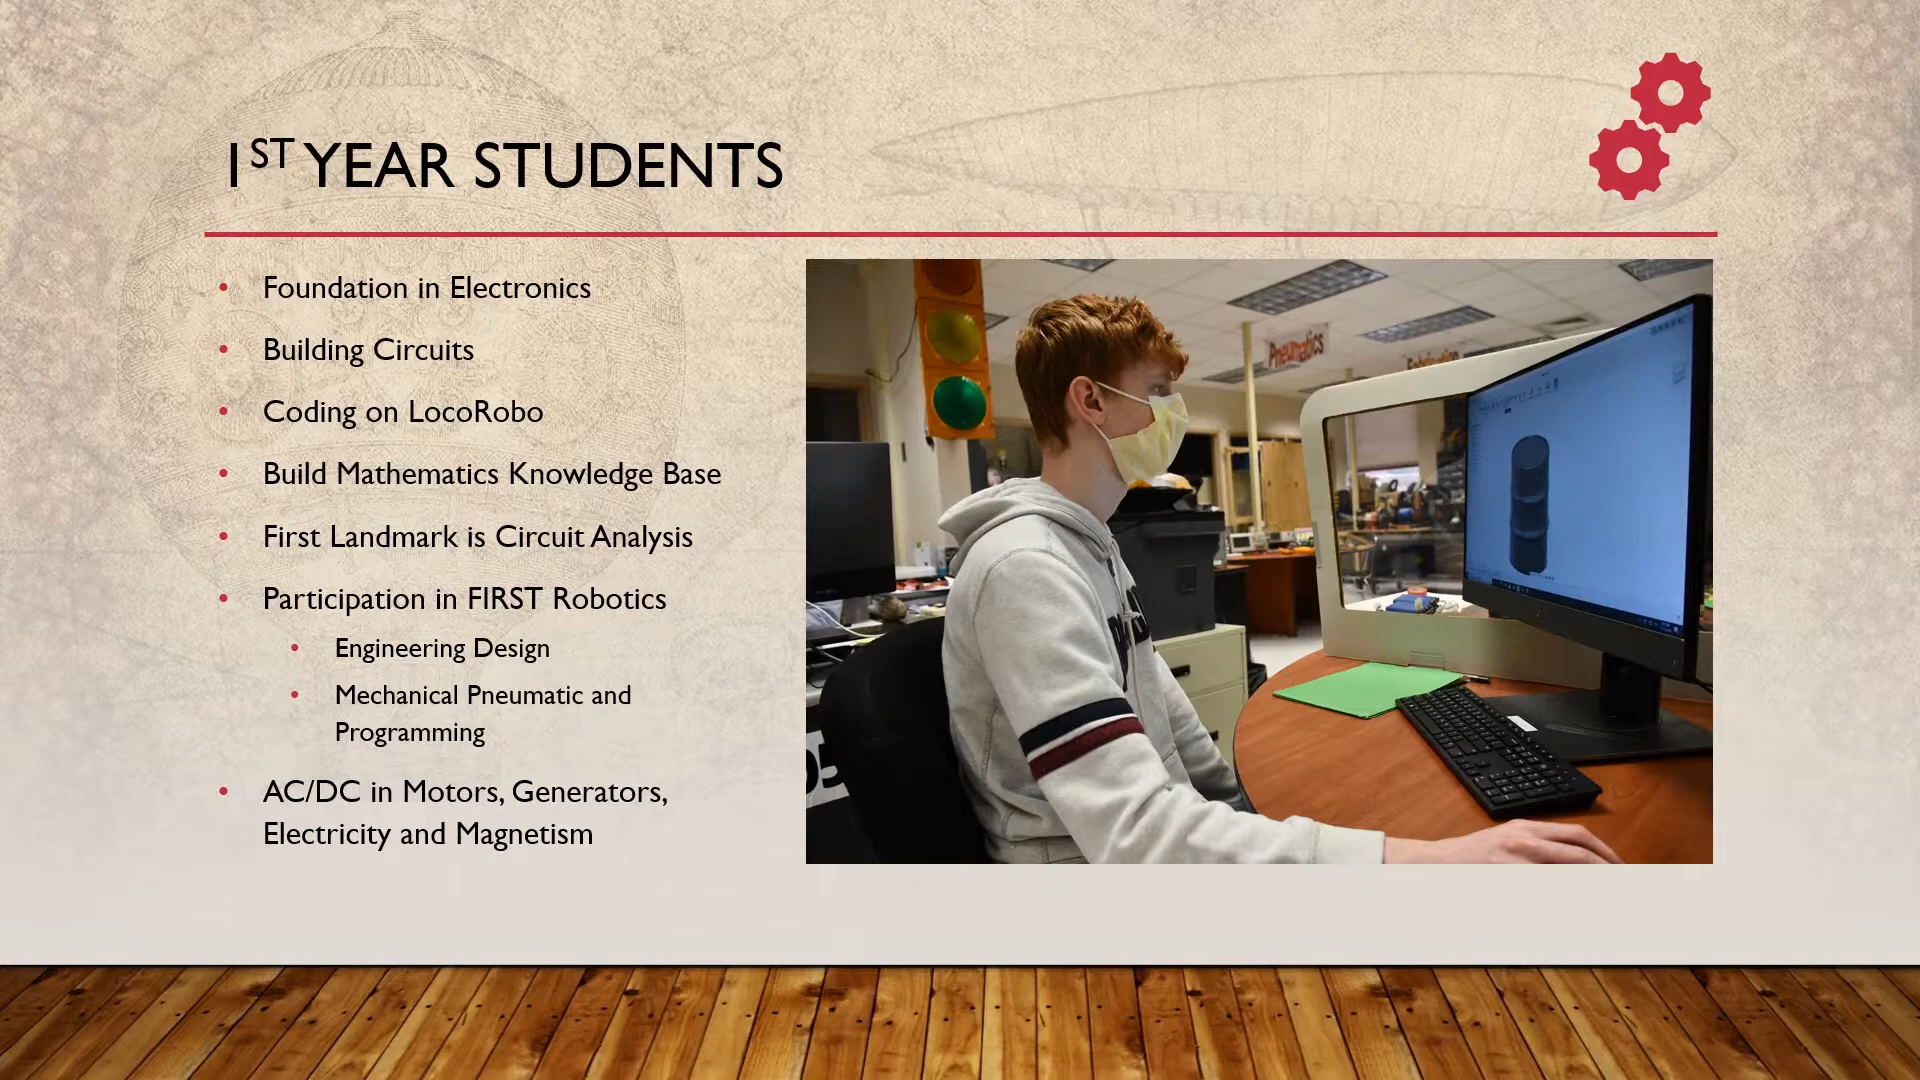 1ST YEAR STUDENTS
• Foundation in Electronics
• Building Circuits
• Coding on LocoRobo
• Build Mathematics Knowledge Base
• First Landmark is Circuit Analysis
• Participation in FIRST Robotics
• Engineering Design
• Mechanical Pneumatic and
Programming
• AC/DC in Motors, Generators,
Electricity and Magnetism
Pneumatics
Fabrication